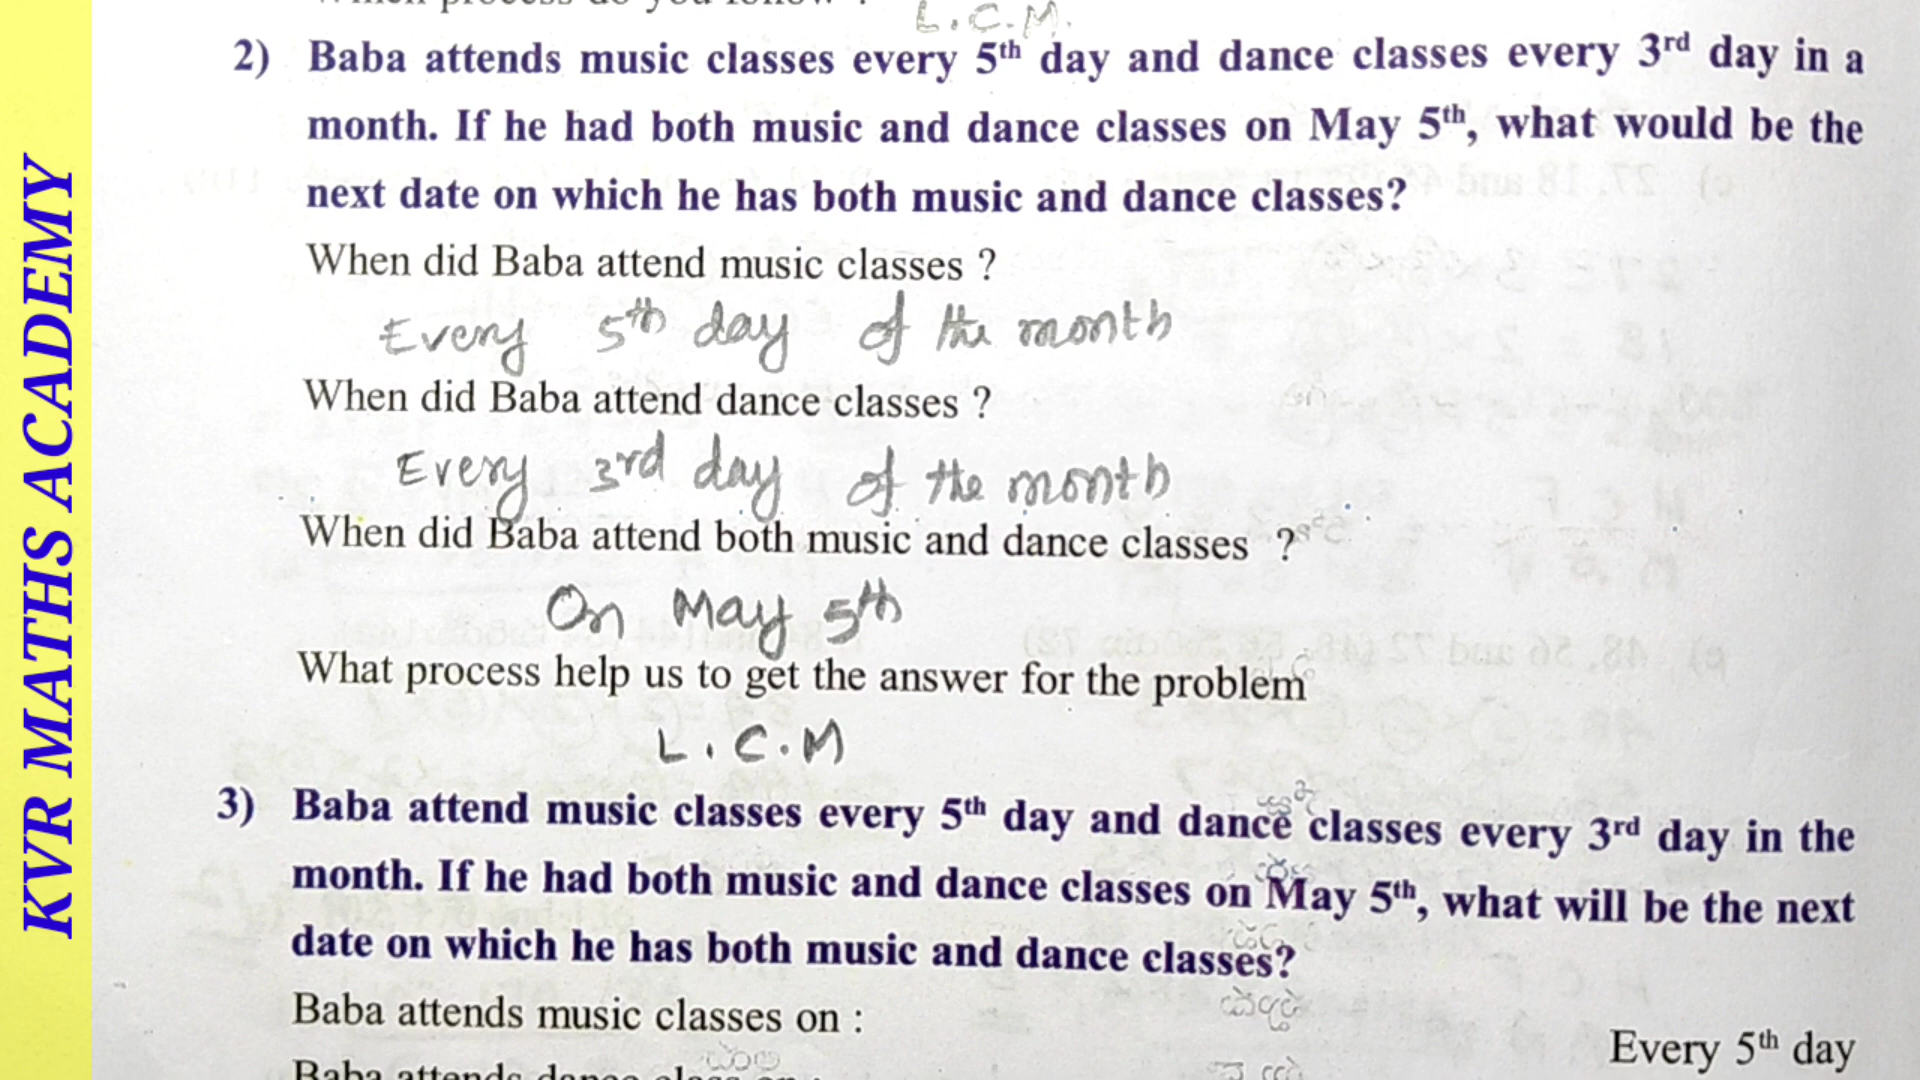 KVR MATHS ACADEMY
L.C.M.
2) Baba attends music classes every 5th day and dance classes every 3rd day in a
month. If he had both music and dance classes on May 5th, what would be the
next date on which he has both music and dance classes?
When did Baba attend music classes ?
Every 5th day of the month
When did Baba attend dance classes ?
Every 3rd day of the month
When did Baba attend both music and dance classes ?
On May 5th
What process help us to get the answer for the problem
L.C.M
3) Baba attend music classes every 5th day and dance classes every 3rd day in the
month. If he had both music and dance classes on May 5th, what will be the next
date on which he has both music and dance classes?
Baba attends music classes on :
Every 5th day